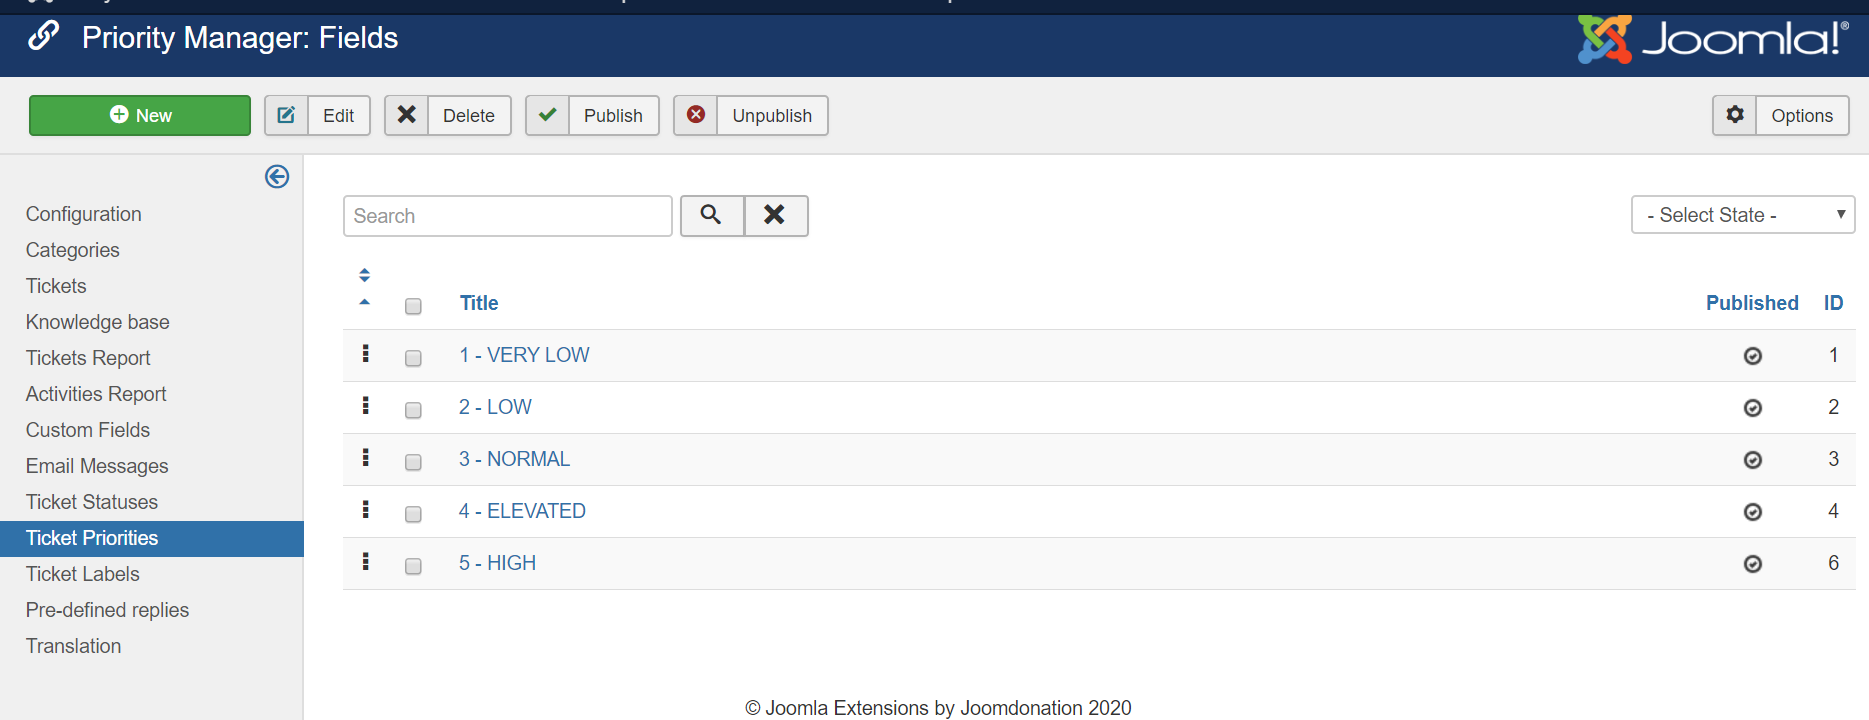 Priority Manager: Fields
Joomla!®
New
Edit
Delete
Publish
Unpublish
Options
Configuration
Categories
Tickets
Knowledge base
Tickets Report
Activities Report
Custom Fields
Email Messages
Ticket Statuses
Ticket Priorities
Ticket Labels
Pre-defined replies
Translation
Search
- Select State -
Title Published ID
1 - VERY LOW 1
2 - LOW 2
3 - NORMAL 3
4 - ELEVATED 4
5 - HIGH 6
© Joomla Extensions by Joomdonation 2020